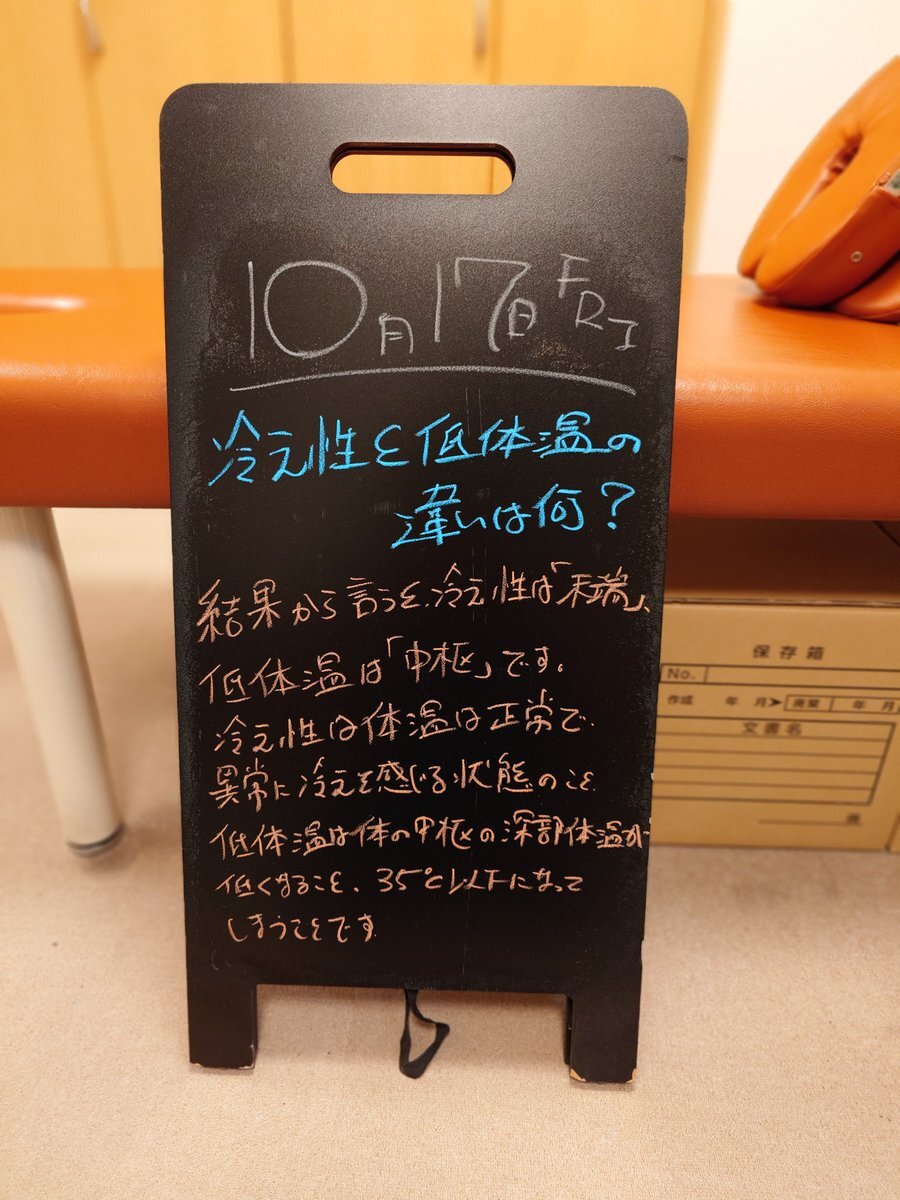 10月17日 FRI
冷え性と低体温の
違いは何?
結果から言うと、冷え性は「末端」、
低体温は「中枢」です。
冷え性は体温は正常で
異常に冷えを感じる状態のこと
低体温は体の中枢の深部体温が
低くなること、35℃以下になって
しまうことです
保存箱
No.
作成 年 月 廃棄 年 月
文書名